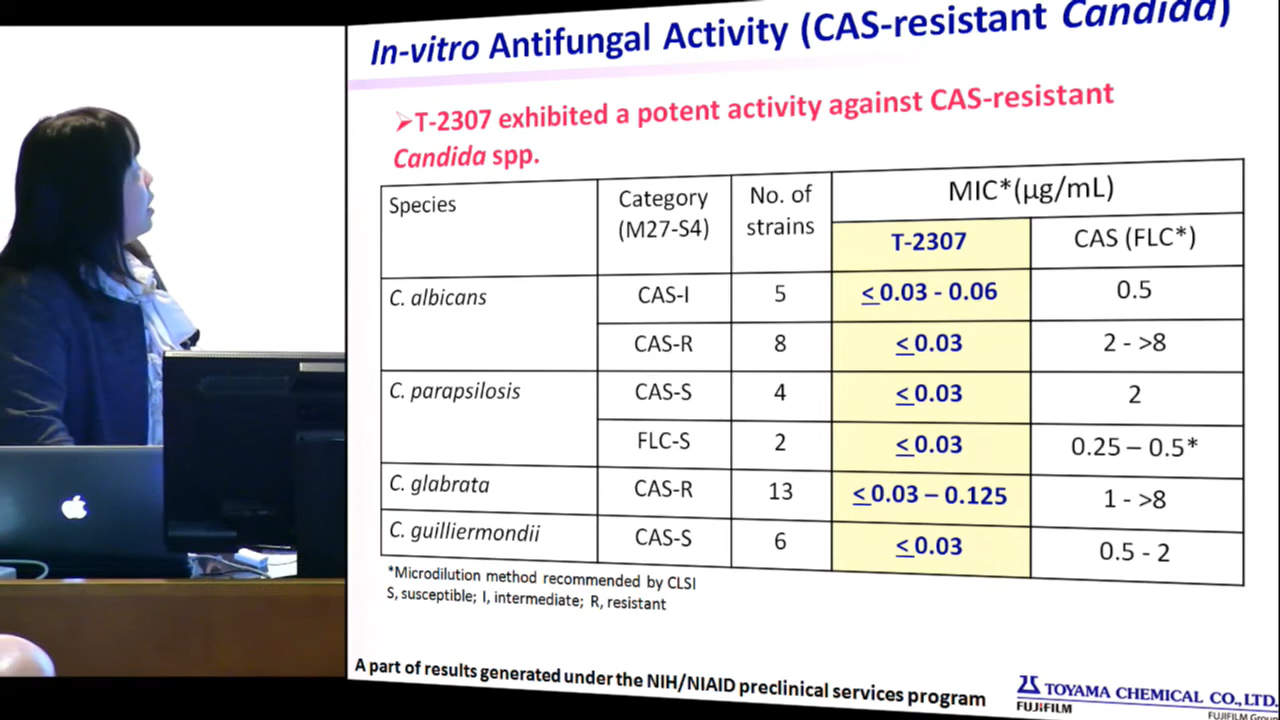 In-vitro Antifungal Activity (CAS-resistant Candida)
➢T-2307 exhibited a potent activity against CAS-resistant
Candida spp.
Species Category (M27-S4) No. of strains MIC*(µg/mL)
T-2307 CAS (FLC*)
C. albicans CAS-I 5 ≤0.03 - 0.06 0.5
CAS-R 8 ≤0.03 2 - >8
C. parapsilosis CAS-S 4 ≤0.03 2
FLC-S 2 ≤0.03 0.25 – 0.5*
C. glabrata CAS-R 13 ≤0.03 – 0.125 1 - >8
C. guilliermondii CAS-S 6 ≤0.03 0.5 - 2
*Microdilution method recommended by CLSI
S, susceptible; I, intermediate; R, resistant
A part of results generated under the NIH/NIAID preclinical services program
TOYAMA CHEMICAL CO., LTD.
FUJIFILM
FUJIFILM Group